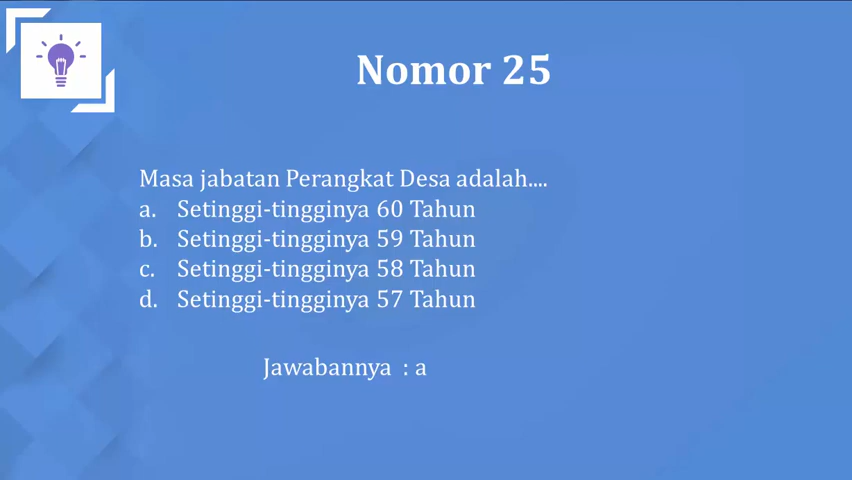 Nomor 25
Masa jabatan Perangkat Desa adalah....
a. Setinggi-tingginya 60 Tahun
b. Setinggi-tingginya 59 Tahun
c. Setinggi-tingginya 58 Tahun
d. Setinggi-tingginya 57 Tahun
Jawabannya : a